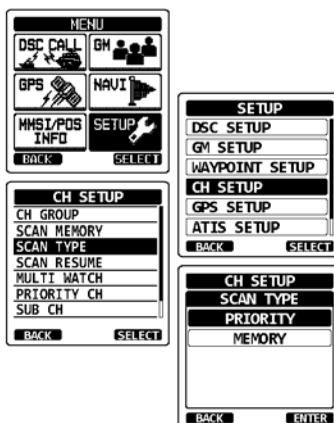 MENU
DSC CALL
GM
GPS
NAVI
MMSI/POS
INFO
SETUP
BACK
SELECT
SETUP
DSC SETUP
GM SETUP
WAYPOINT SETUP
CH SETUP
GPS SETUP
ATIS SETUP
BACK
SELECT
CH SETUP
CH GROUP
SCAN MEMORY
SCAN TYPE
SCAN RESUME
MULTI WATCH
PRIORITY CH
SUB CH
BACK
SELECT
CH SETUP
SCAN TYPE
PRIORITY
MEMORY
BACK
ENTER